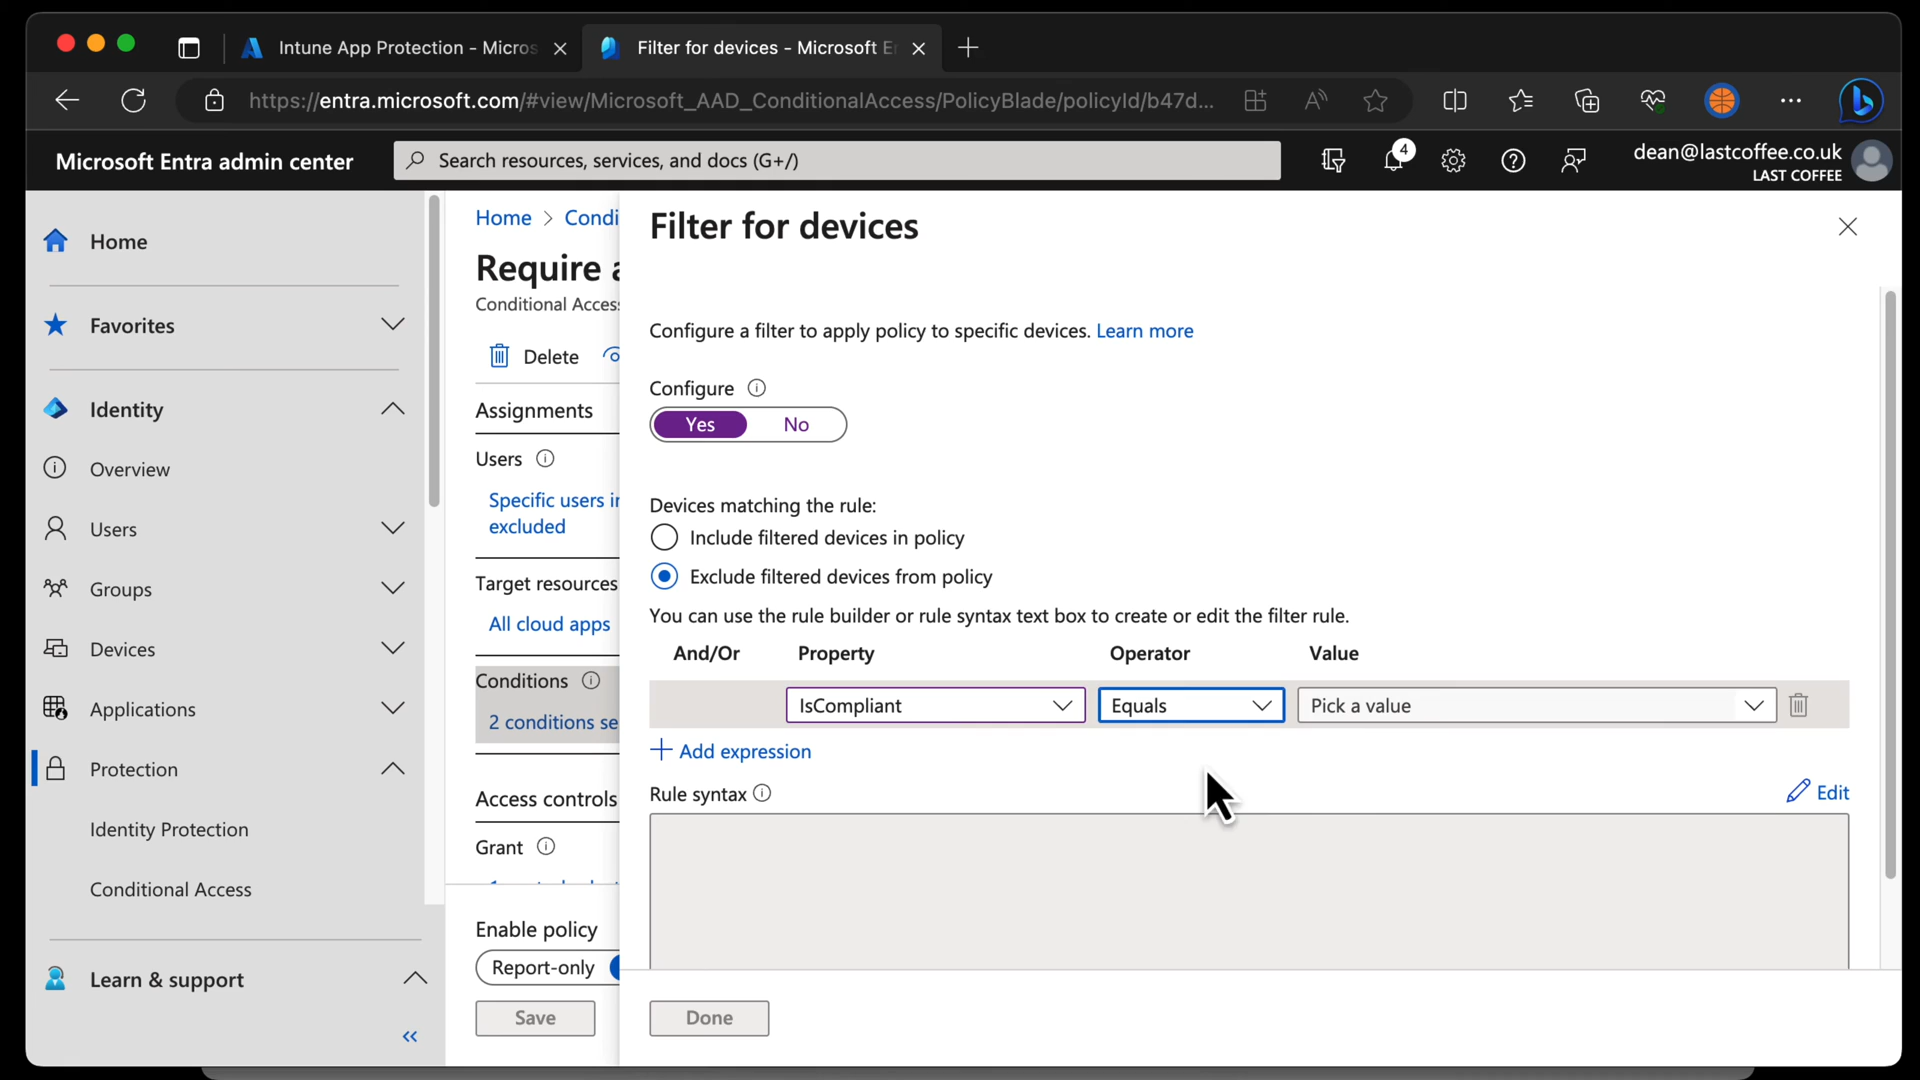 Intune App Protection - Micros
Filter for devices - Microsoft E
https://entra.microsoft.com/#view/Microsoft_AAD_ConditionalAccess/PolicyBlade/policyId/b47d...
Microsoft Entra admin center
Search resources, services, and docs (G+/)
4
dean@lastcoffee.co.uk
LAST COFFEE
Home
Favorites
Identity
Overview
Users
Groups
Devices
Applications
Protection
Identity Protection
Conditional Access
Learn & support
Home > Condi
Require a
Conditional Access
Delete
Assignments
Users
Specific users in
excluded
Target resources
All cloud apps
Conditions
2 conditions se
Access controls
Grant
Enable policy
Report-only
Save
Filter for devices
Configure a filter to apply policy to specific devices. Learn more
Configure
Yes No
Devices matching the rule:
Include filtered devices in policy
Exclude filtered devices from policy
You can use the rule builder or rule syntax text box to create or edit the filter rule.
And/Or Property Operator Value
IsCompliant Equals Pick a value
Add expression
Rule syntax
Edit
Done